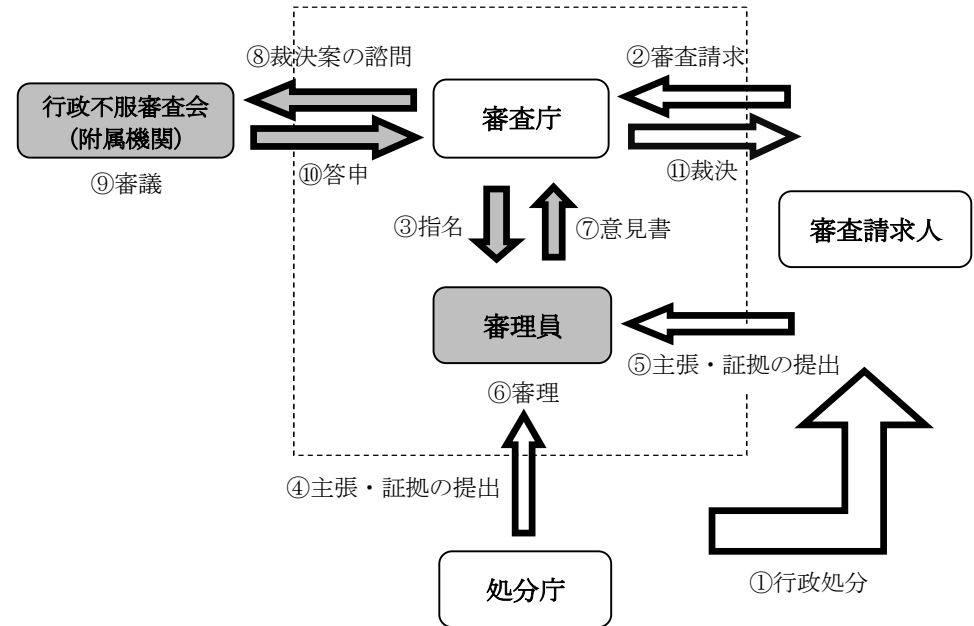 ⑧裁決案の諮問
②審査請求
行政不服審査会
(附属機関)
審査庁
⑨審議
⑩答申
⑪裁決
③指名
⑦意見書
審査請求人
審理員
⑤主張・証拠の提出
⑥審理
④主張・証拠の提出
処分庁
①行政処分